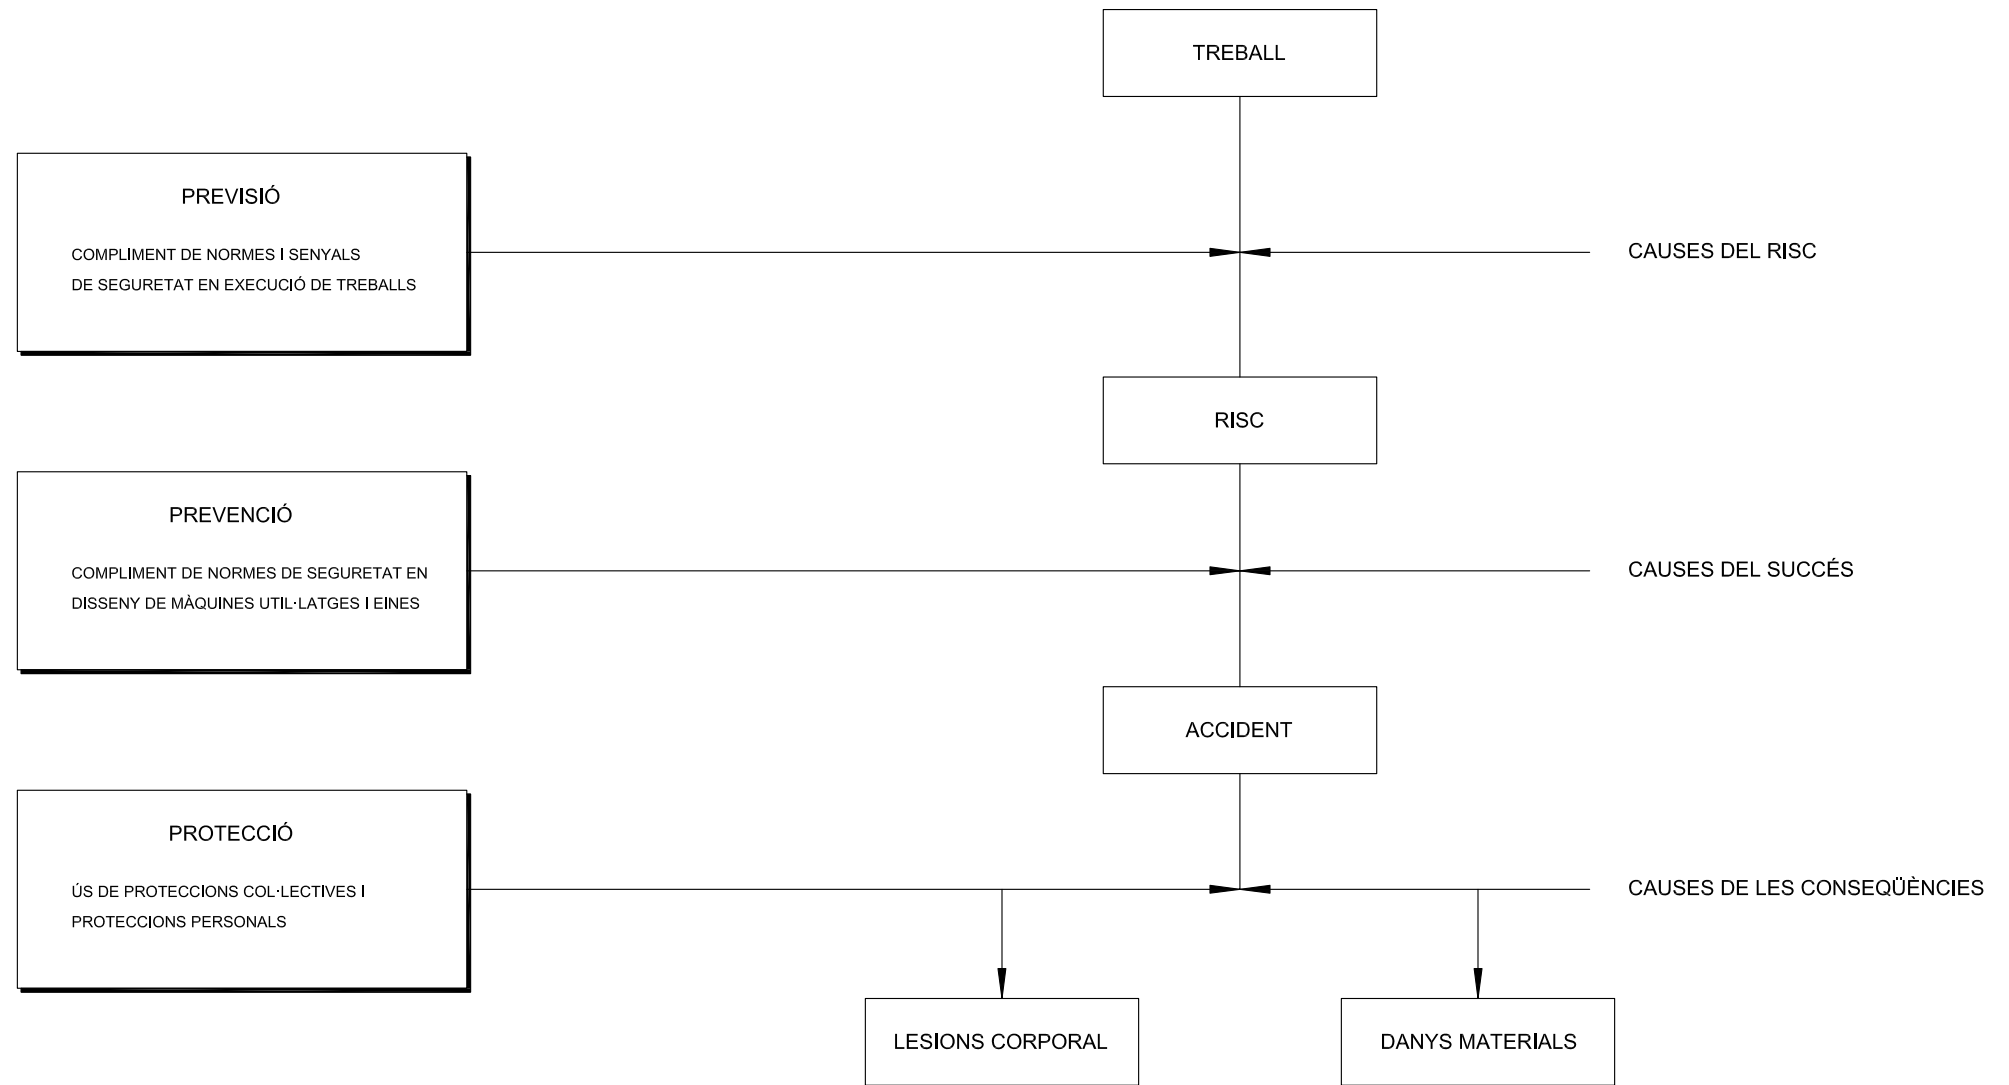 TREBALL
PREVISIÓ
COMPLIMENT DE NORMES I SENYALS
DE SEGURETAT EN EXECUCIÓ DE TREBALLS
CAUSES DEL RISC
RISC
PREVENCIÓ
COMPLIMENT DE NORMES DE SEGURETAT EN
DISSENY DE MÀQUINES UTIL·LATGES I EINES
CAUSES DEL SUCCÉS
ACCIDENT
PROTECCIÓ
ÚS DE PROTECCIONS COL·LECTIVES I
PROTECCIONS PERSONALS
CAUSES DE LES CONSEQÜÈNCIES
LESIONS CORPORAL
DANYS MATERIALS